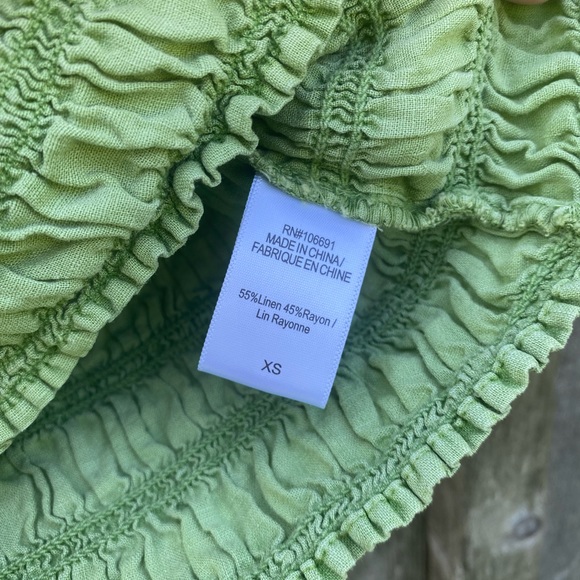 RN#106691
MADE IN CHINA/
FABRIQUE EN CHINE
55%Linen 45%Rayon /
Lin Rayonne
XS